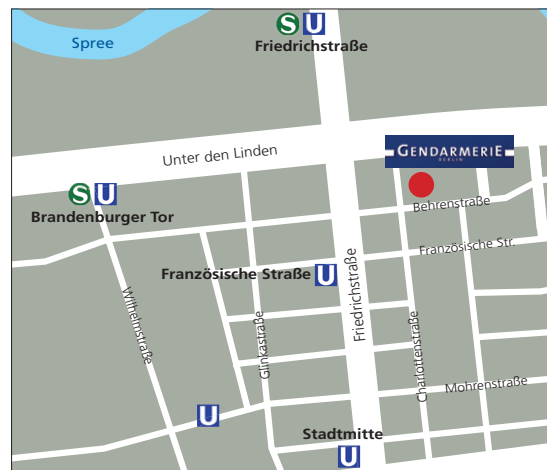 S U
Friedrichstraße
Spree
GENDARMERIE
BERLIN
Unter den Linden
S U
Brandenburger Tor
Behrenstraße
Französische Str.
Französische Straße U
Wilhelmstraße
Glinkastraße
Friedrichstraße
Charlottenstraße
Mohrenstraße
U
Stadtmitte
U